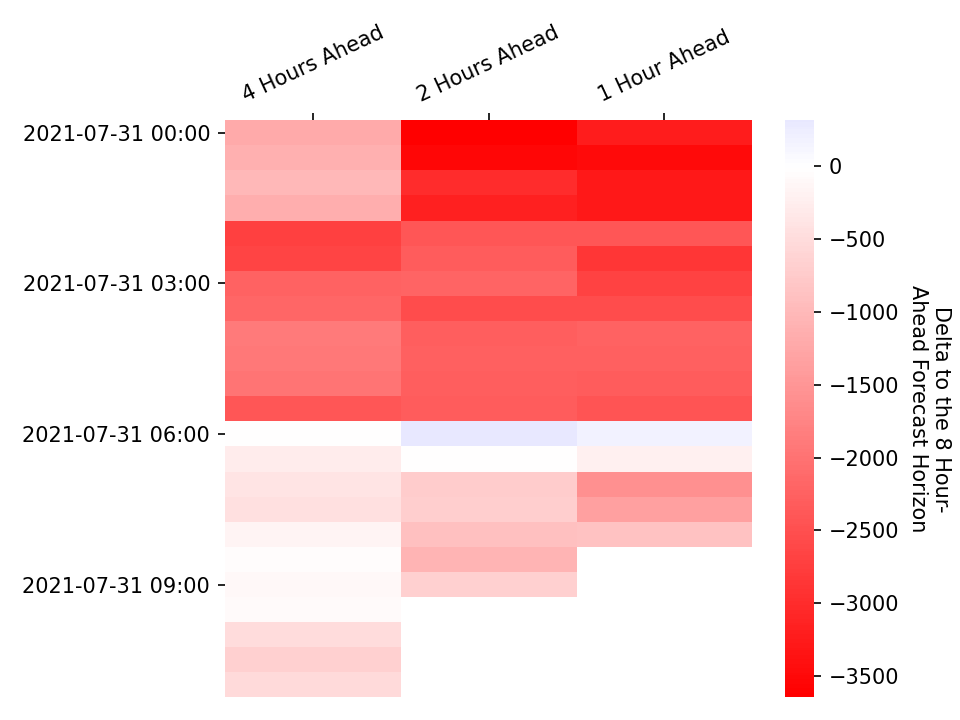 4 Hours Ahead
2 Hours Ahead
1 Hour Ahead
2021-07-31 00:00
2021-07-31 03:00
2021-07-31 06:00
2021-07-31 09:00
0
−500
−1000
−1500
−2000
−2500
−3000
−3500
Delta to the 8 Hour-
Ahead Forecast Horizon